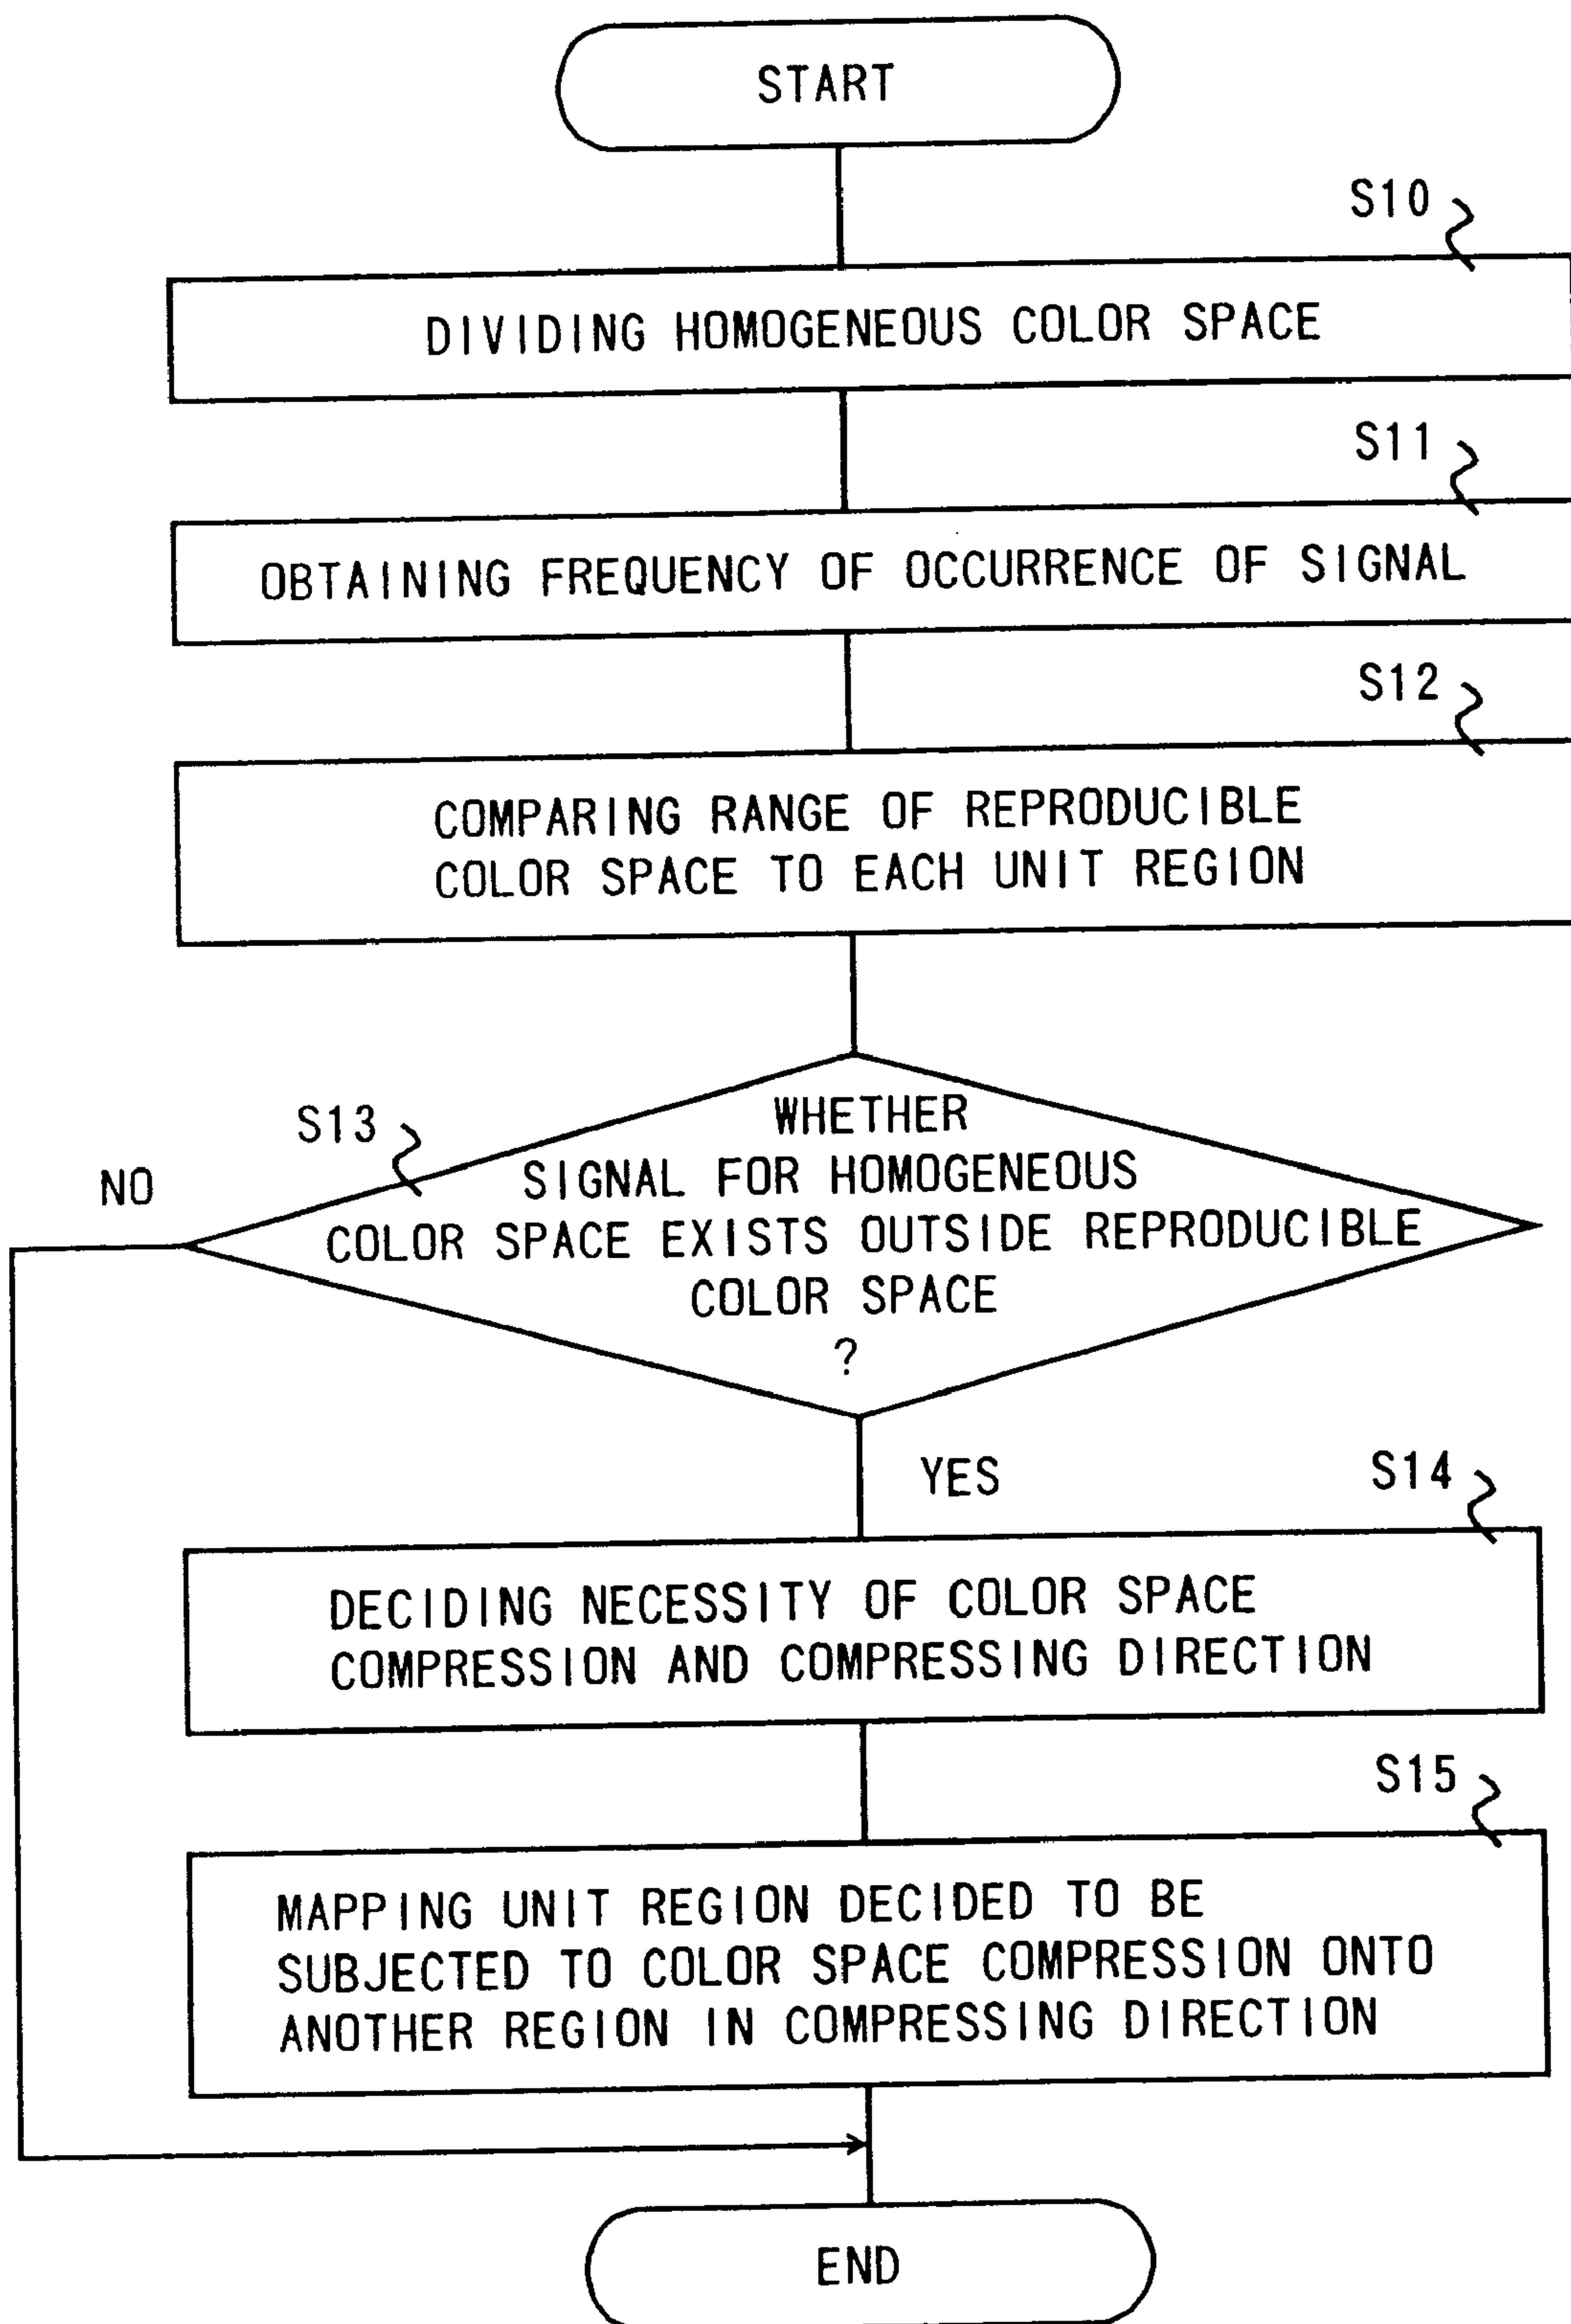 START
S10
DIVIDING HOMOGENEOUS COLOR SPACE
S11
OBTAINING FREQUENCY OF OCCURRENCE OF SIGNAL
S12
COMPARING RANGE OF REPRODUCIBLE
COLOR SPACE TO EACH UNIT REGION
S13
NO
WHETHER
SIGNAL FOR HOMOGENEOUS
COLOR SPACE EXISTS OUTSIDE REPRODUCIBLE
COLOR SPACE
?
YES
S14
DECIDING NECESSITY OF COLOR SPACE
COMPRESSION AND COMPRESSING DIRECTION
S15
MAPPING UNIT REGION DECIDED TO BE
SUBJECTED TO COLOR SPACE COMPRESSION ONTO
ANOTHER REGION IN COMPRESSING DIRECTION
END